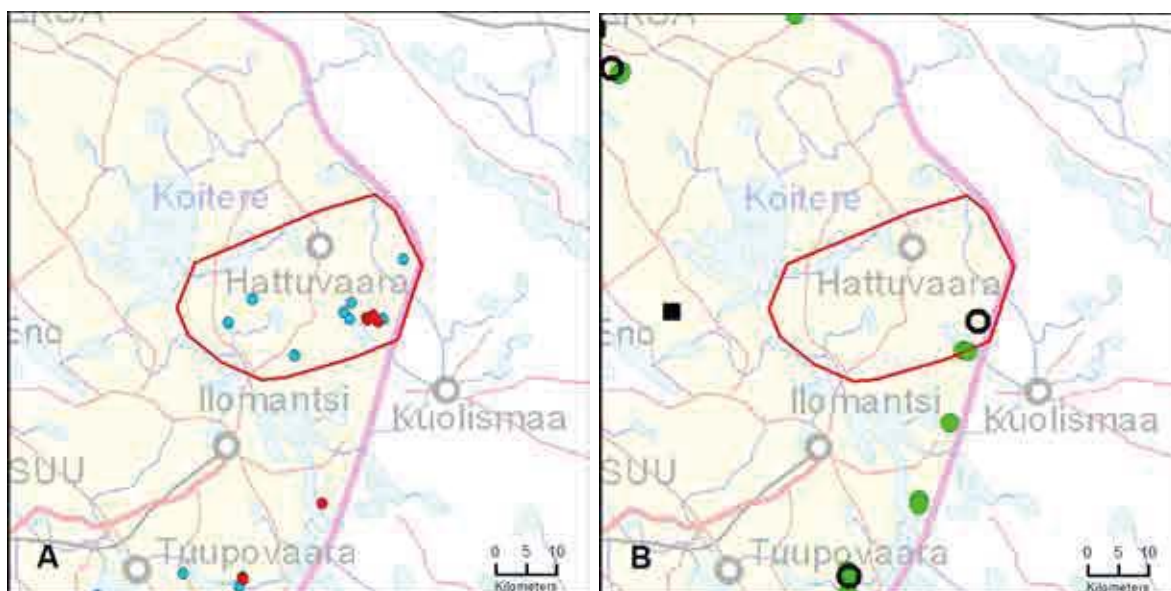 Koitere
Hattuvaara
Eno
Ilomantsi
Kuolismaa
SUU
Tuupovaara
A
0 5 10
Kilometers
Koitere
Hattuvaara
Eno
Ilomantsi
Kuolismaa
SUU
Tuupovaara
B
0 5 10
Kilometers